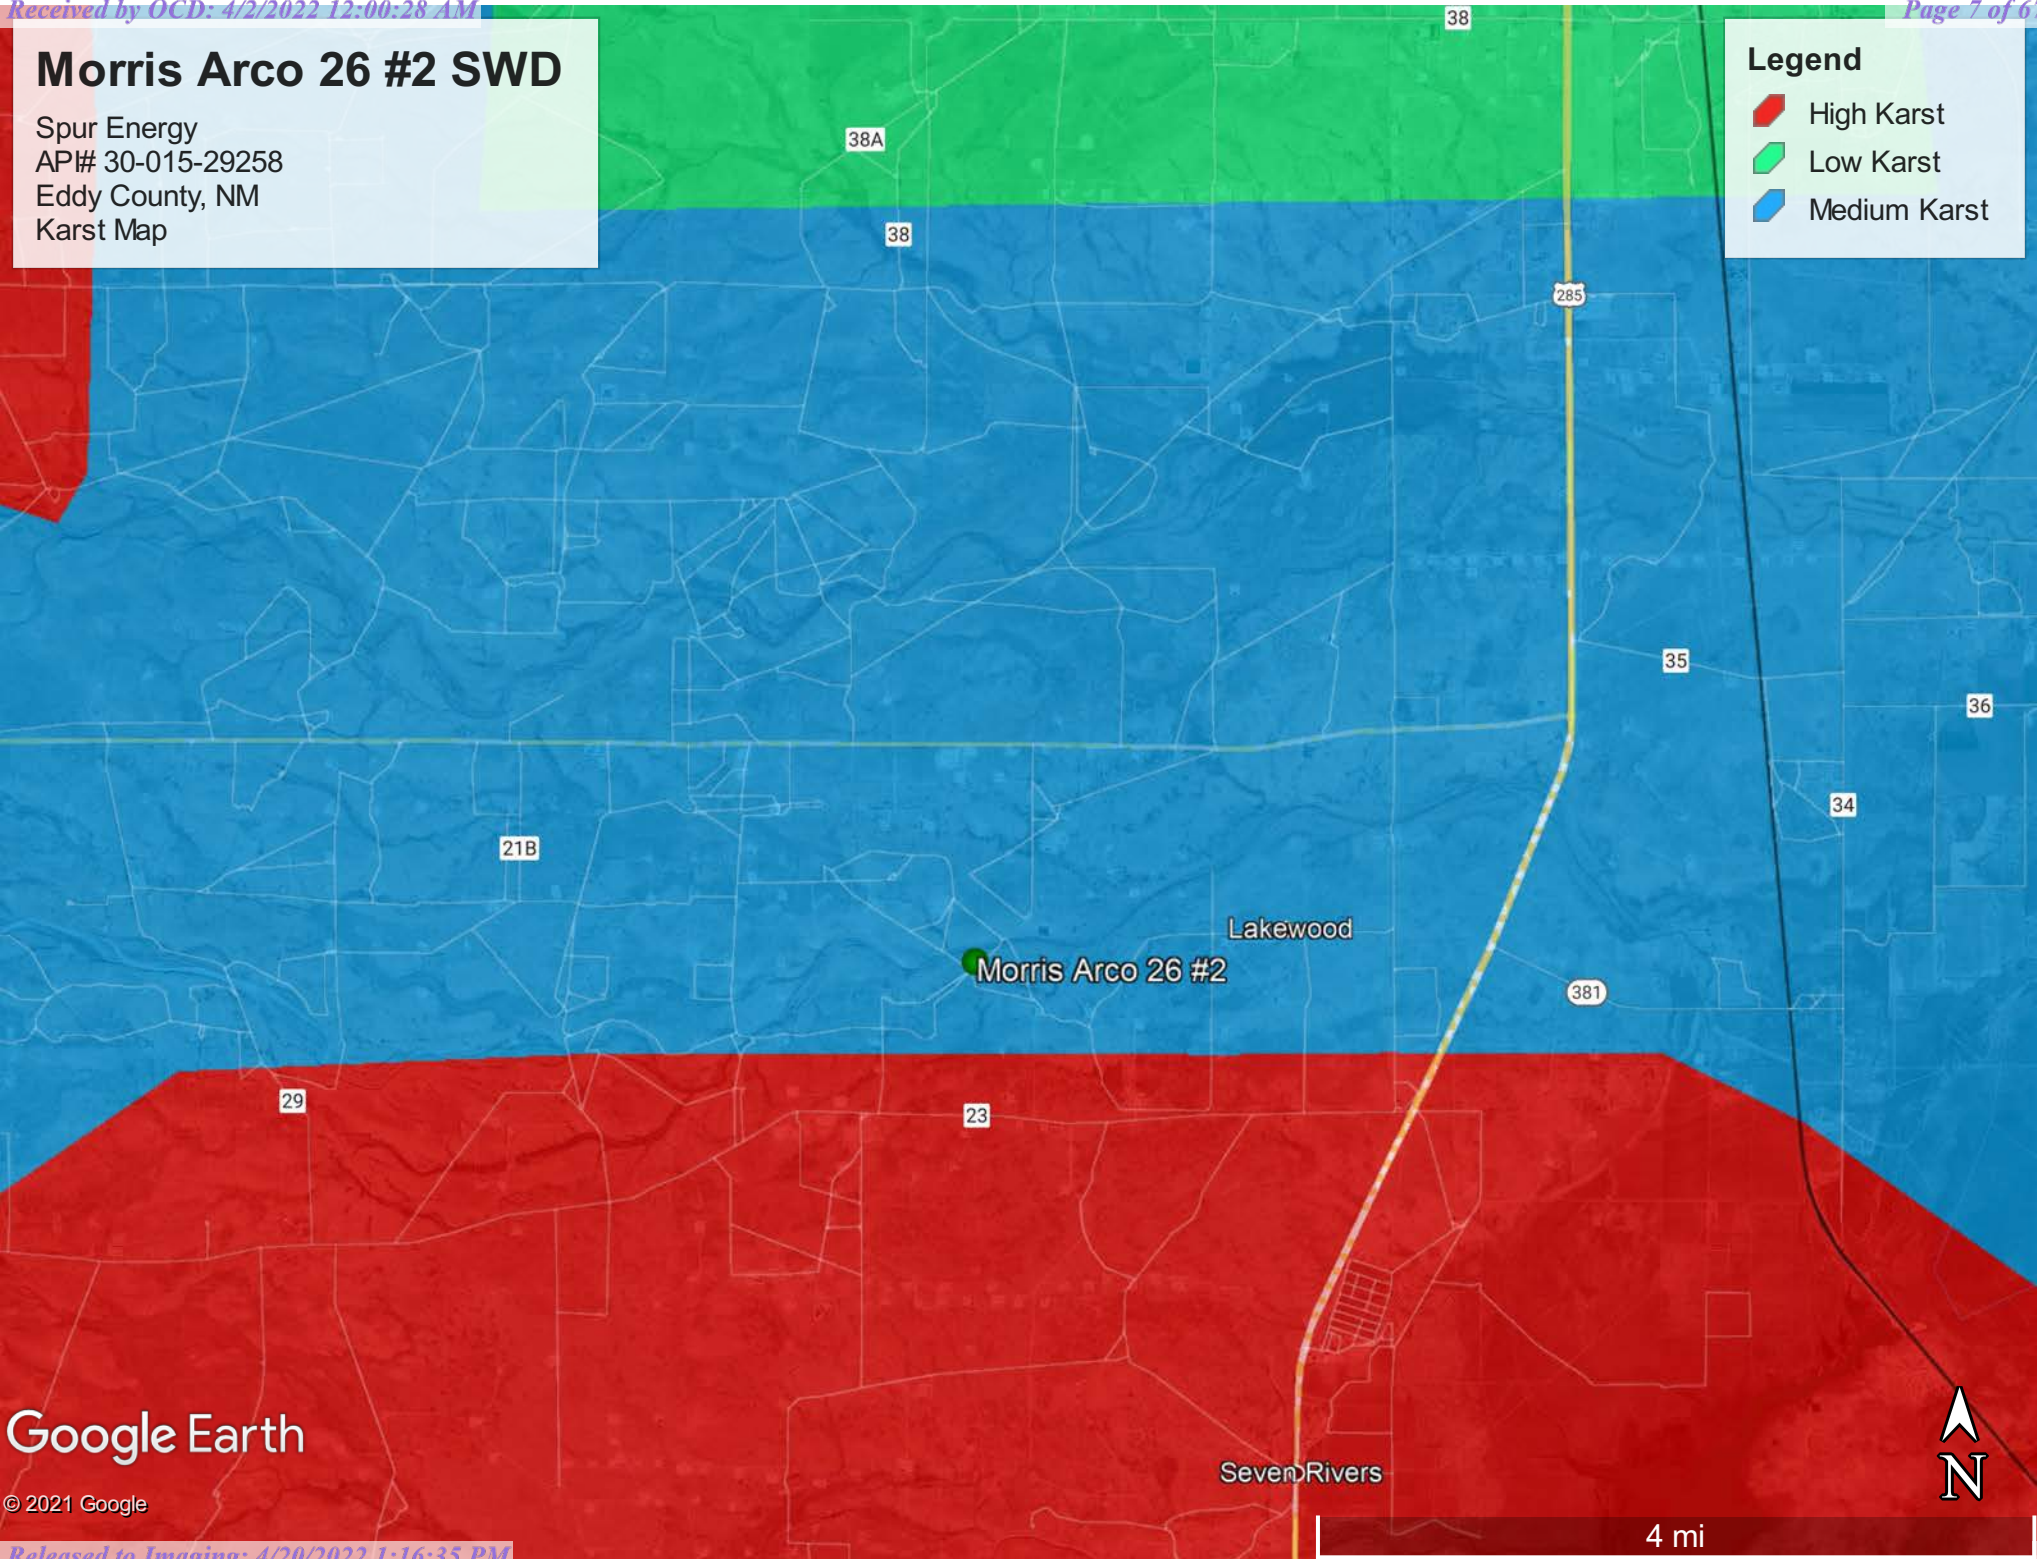 Received by OCD: 4/2/2022 12:00:28 AM
Page 7 of 6
Morris Arco 26 #2 SWD
Spur Energy
API# 30-015-29258
Eddy County, NM
Karst Map
Legend
High Karst
Low Karst
Medium Karst
38
38A
38
285
35
36
34
21B
Lakewood
Morris Arco 26 #2
381
29
23
Seven Rivers
Google Earth
© 2021 Google
N
4 mi
Released to Imaging: 4/20/2022 1:16:35 PM